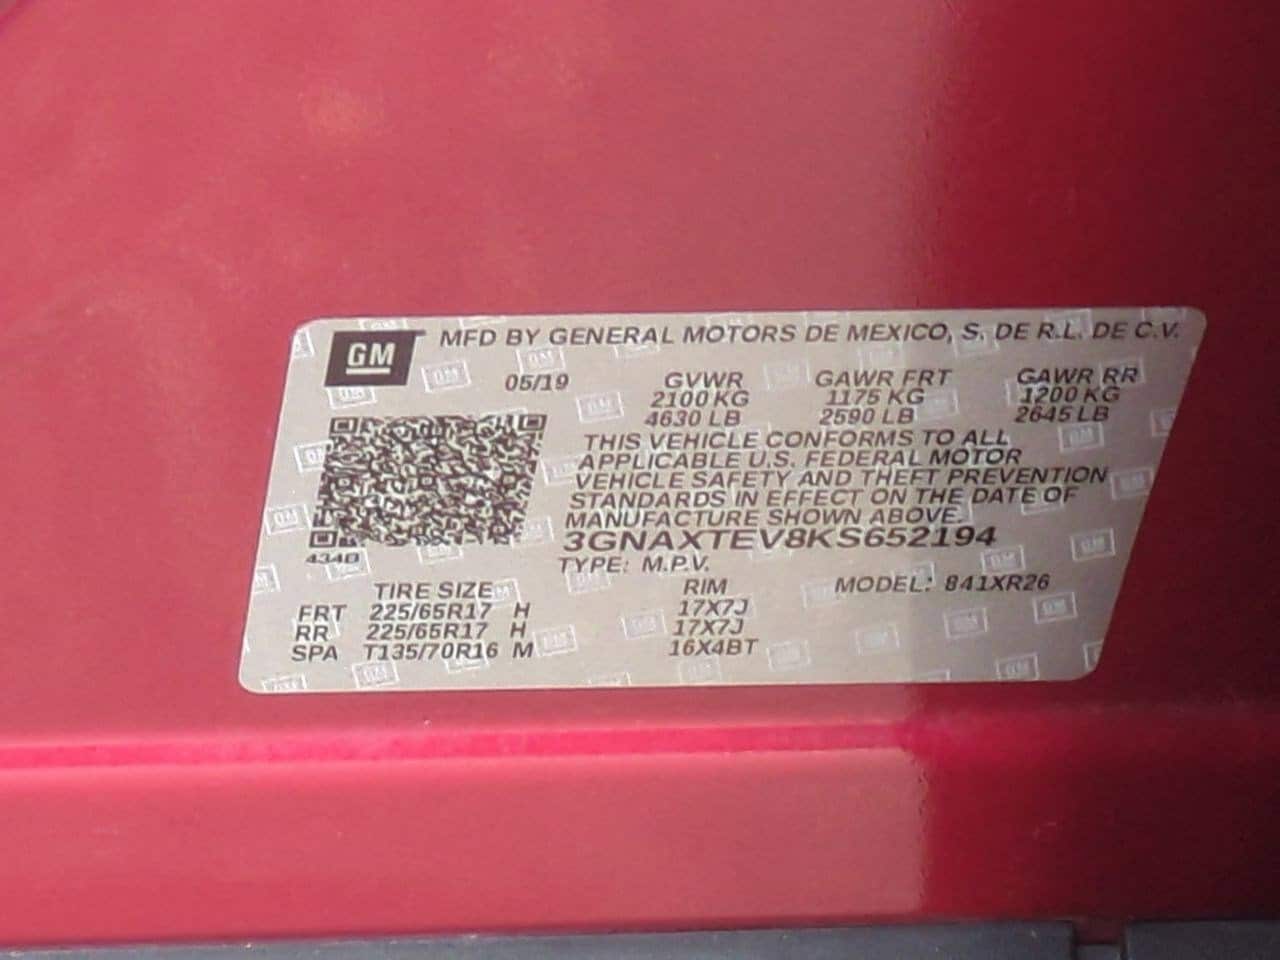 GM MFD BY GENERAL MOTORS DE MEXICO, S. DE R.L. DE C.V.
05/19 GVWR GAWR FRT GAWR RR
2100 KG 1175 KG 1200 KG
4630 LB 2590 LB 2645 LB
THIS VEHICLE CONFORMS TO ALL
APPLICABLE U.S. FEDERAL MOTOR
VEHICLE SAFETY AND THEFT PREVENTION
STANDARDS IN EFFECT ON THE DATE OF
MANUFACTURE SHOWN ABOVE.
3GNAXTEV8KS652194
434B
TYPE: M.P.V.
TIRE SIZE RIM MODEL: 841XR26
FRT 225/65R17 H 17X7J
RR 225/65R17 H 17X7J
SPA T135/70R16 M 16X4BT